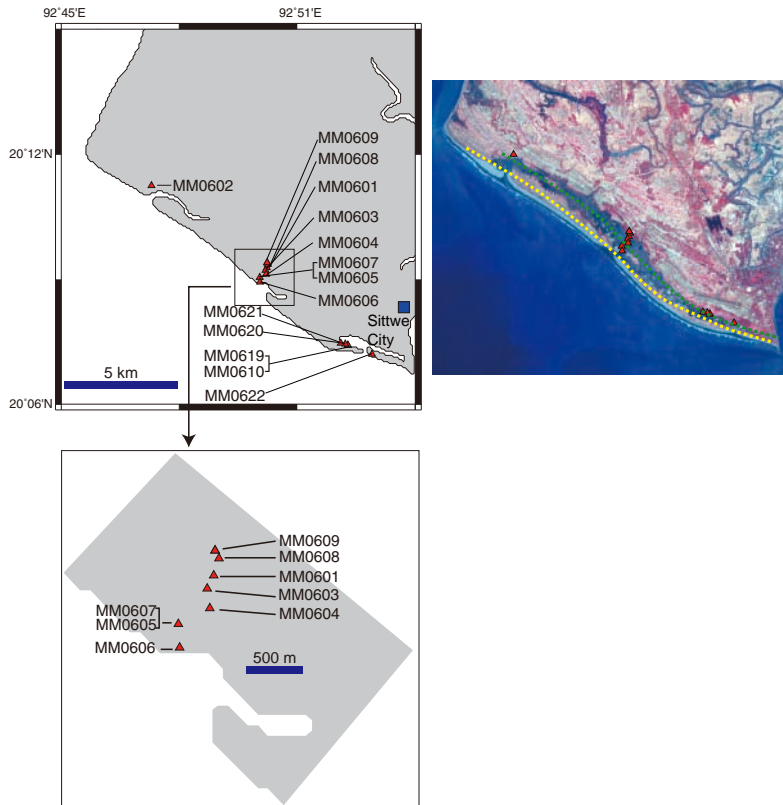 92˚45'E
92˚51'E
20˚12'N
20˚06'N
MM0609
MM0608
MM0601
MM0603
MM0604
MM0607
MM0605
MM0606
MM0602
MM0621
MM0620
MM0619
MM0610
MM0622
Sittwe
City
5 km
MM0609
MM0608
MM0601
MM0603
MM0604
MM0607
MM0605
MM0606
500 m